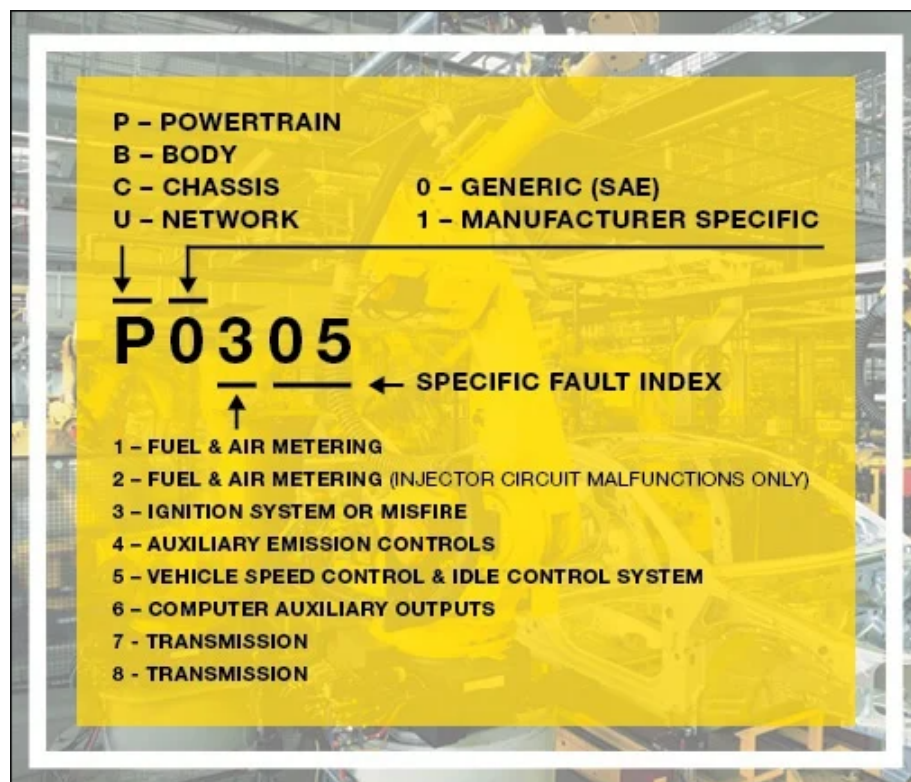 P – POWERTRAIN
B – BODY
C – CHASSIS
U – NETWORK
0 – GENERIC (SAE)
1 – MANUFACTURER SPECIFIC
P0305
SPECIFIC FAULT INDEX
1 – FUEL & AIR METERING
2 – FUEL & AIR METERING (INJECTOR CIRCUIT MALFUNCTIONS ONLY)
3 – IGNITION SYSTEM OR MISFIRE
4 – AUXILIARY EMISSION CONTROLS
5 – VEHICLE SPEED CONTROL & IDLE CONTROL SYSTEM
6 – COMPUTER AUXILIARY OUTPUTS
7 - TRANSMISSION
8 - TRANSMISSION